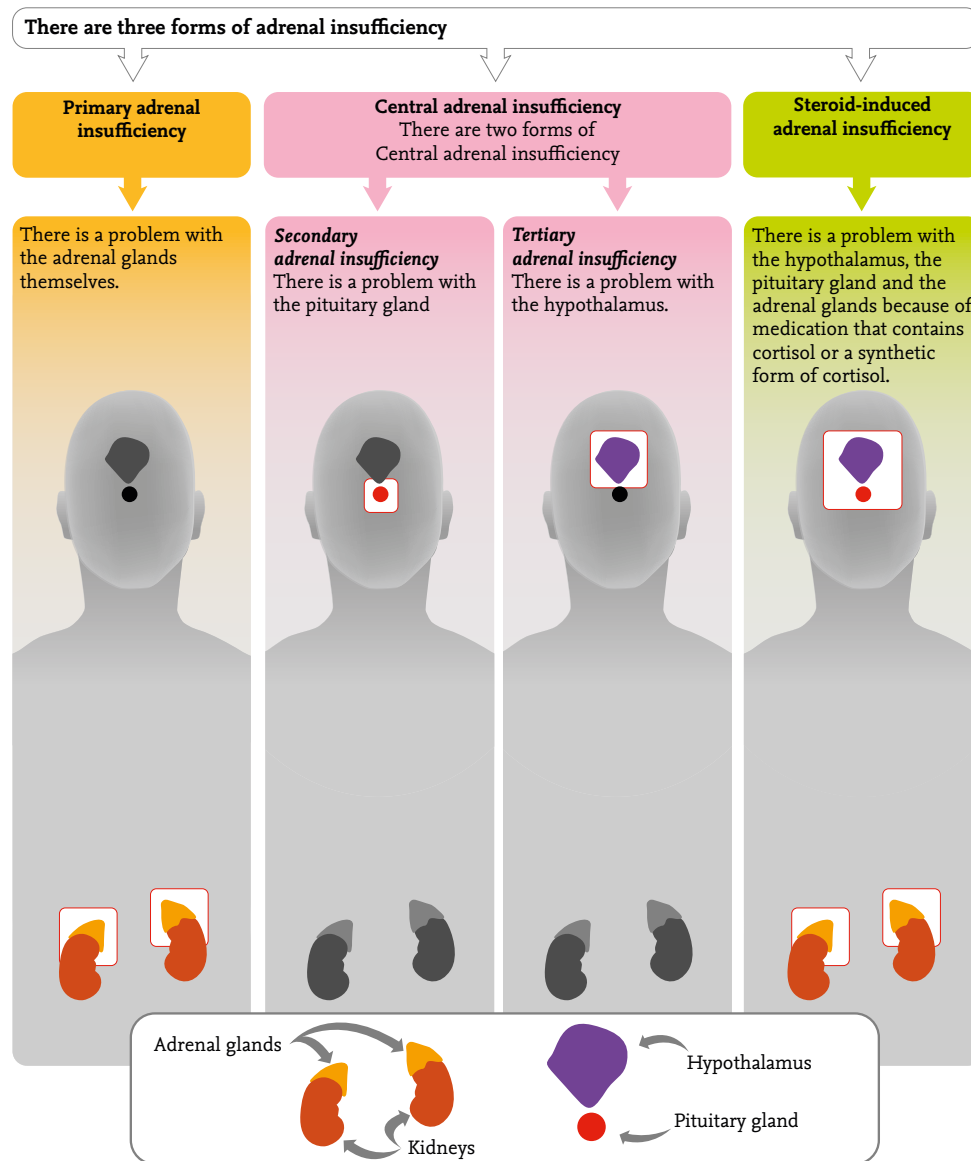 There are three forms of adrenal insufficiency
Primary adrenal
insufficiency
Central adrenal insufficiency
There are two forms of
Central adrenal insufficiency
Steroid-induced
adrenal insufficiency
There is a problem with
the adrenal glands
themselves.
Secondary
adrenal insufficiency
There is a problem with
the pituitary gland
Tertiary
adrenal insufficiency
There is a problem with
the hypothalamus.
There is a problem with
the hypothalamus, the
pituitary gland and the
adrenal glands because of
medication that contains
cortisol or a synthetic
form of cortisol.
Adrenal glands
Kidneys
Hypothalamus
Pituitary gland